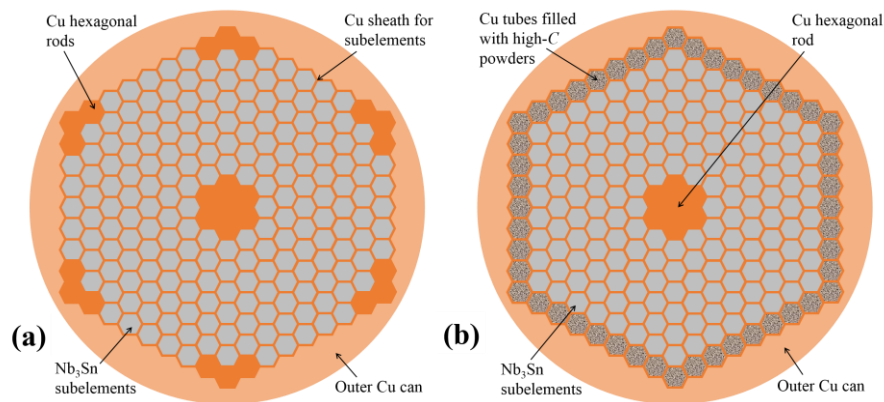 Cu hexagonal
rods
Cu sheath for
subelements
(a)
Nb₃Sn
subelements
Outer Cu can
Cu tubes filled
with high-C
powders
Cu hexagonal
rod
(b)
Nb₃Sn
subelements
Outer Cu can